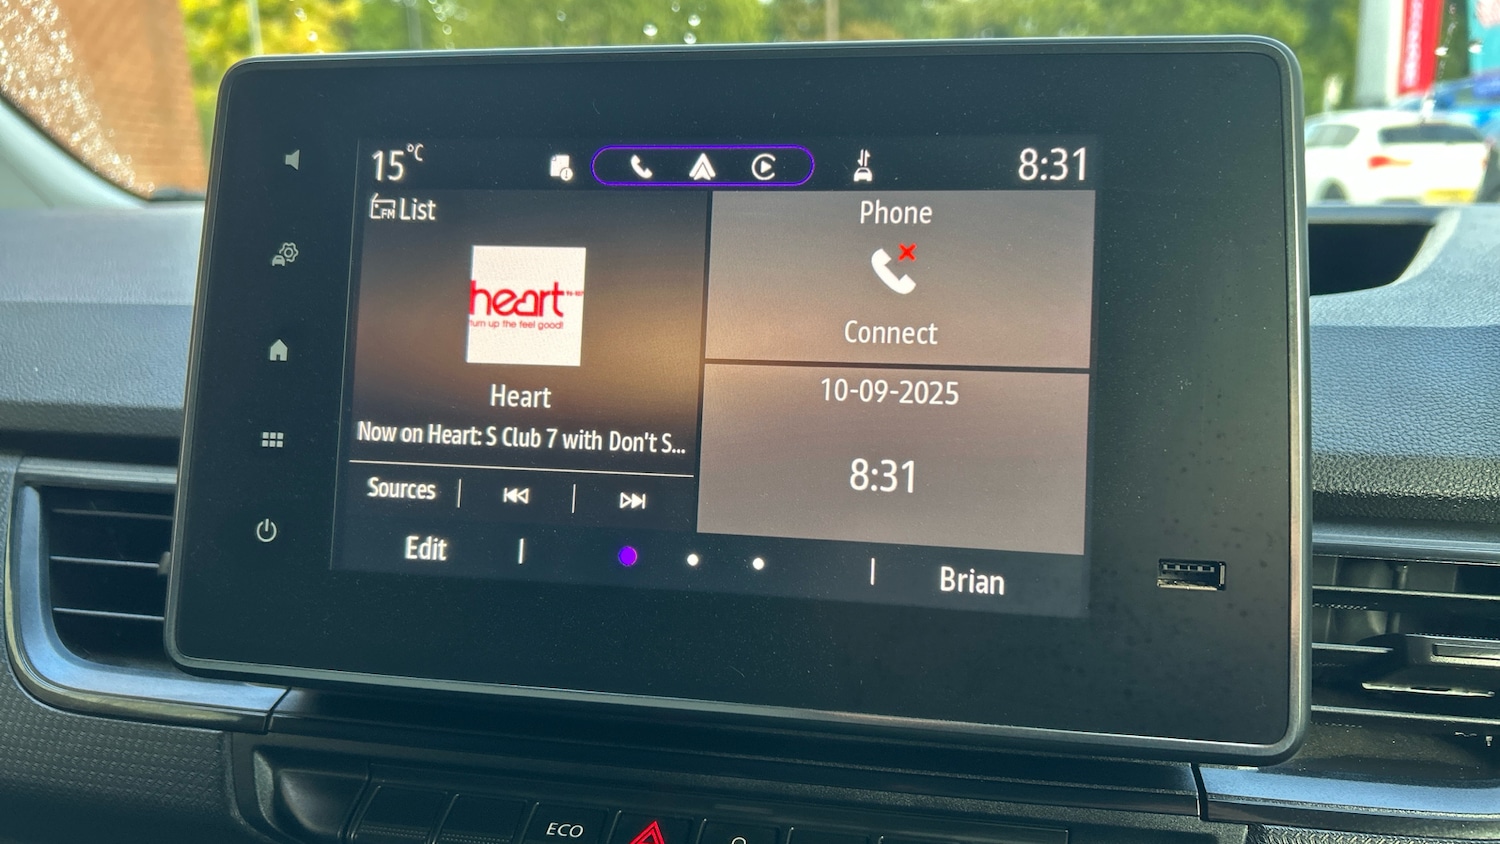 15°C
8:31
FM List
Phone
heart
turn up the feel good!
Connect
Heart
10-09-2025
Now on Heart: S Club 7 with Don't S...
8:31
Sources
Edit
Brian
ECO